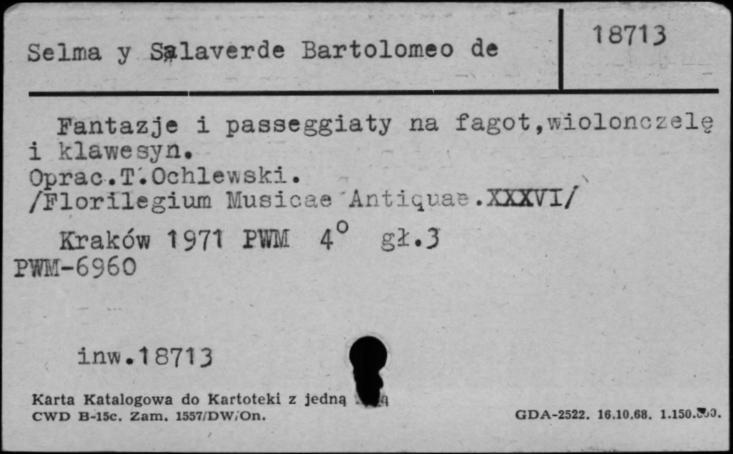 18713
Selma y Salaverde Bartolomeo de
Fantazje i passeggiaty na fagot,wiolonczelę
i klawesyn.
Oprac.T.Ochlewski.
/Florilegium Musicae Antiquae.XXXVI/
Kraków 1971 PWM 4° gł.3
PWM-6960
inw.18713
Karta Katalogowa do Kartoteki z jedną
CWD B-15c. Zam. 1557/DW/On.
GDA-2522. 16.10.68.